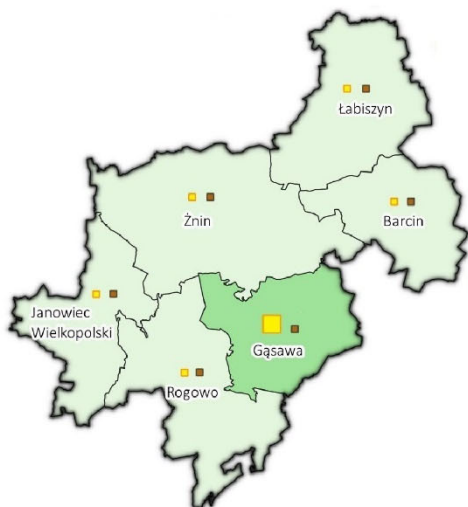 Łabiszyn
Żnin
Barcin
Janowiec
Wielkopolski
Gąsawa
Rogowo